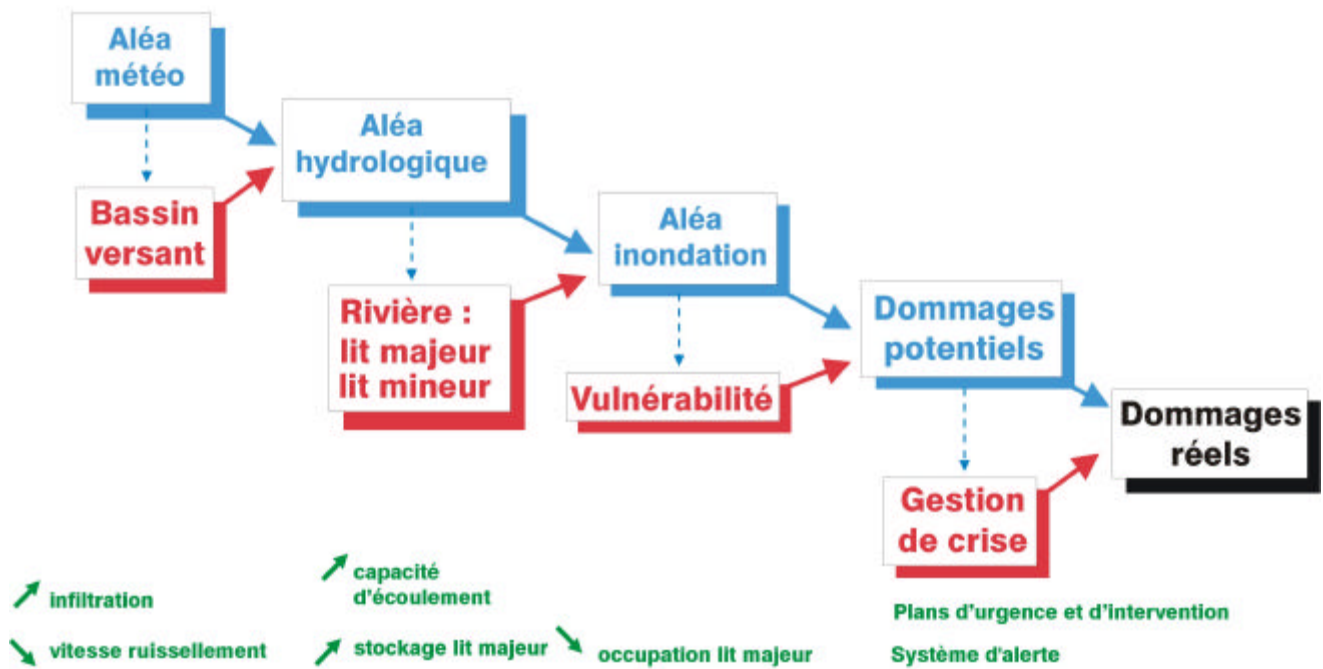 Aléa
météo
Aléa
hydrologique
Bassin
versant
Aléa
inondation
Rivière :
lit majeur
lit mineur
Dommages
potentiels
Vulnérabilité
Dommages
réels
Gestion
de crise
infiltration
vitesse ruissellement
capacité
d'écoulement
stockage lit majeur
occupation lit majeur
Plans d'urgence et d'intervention
Système d'alerte